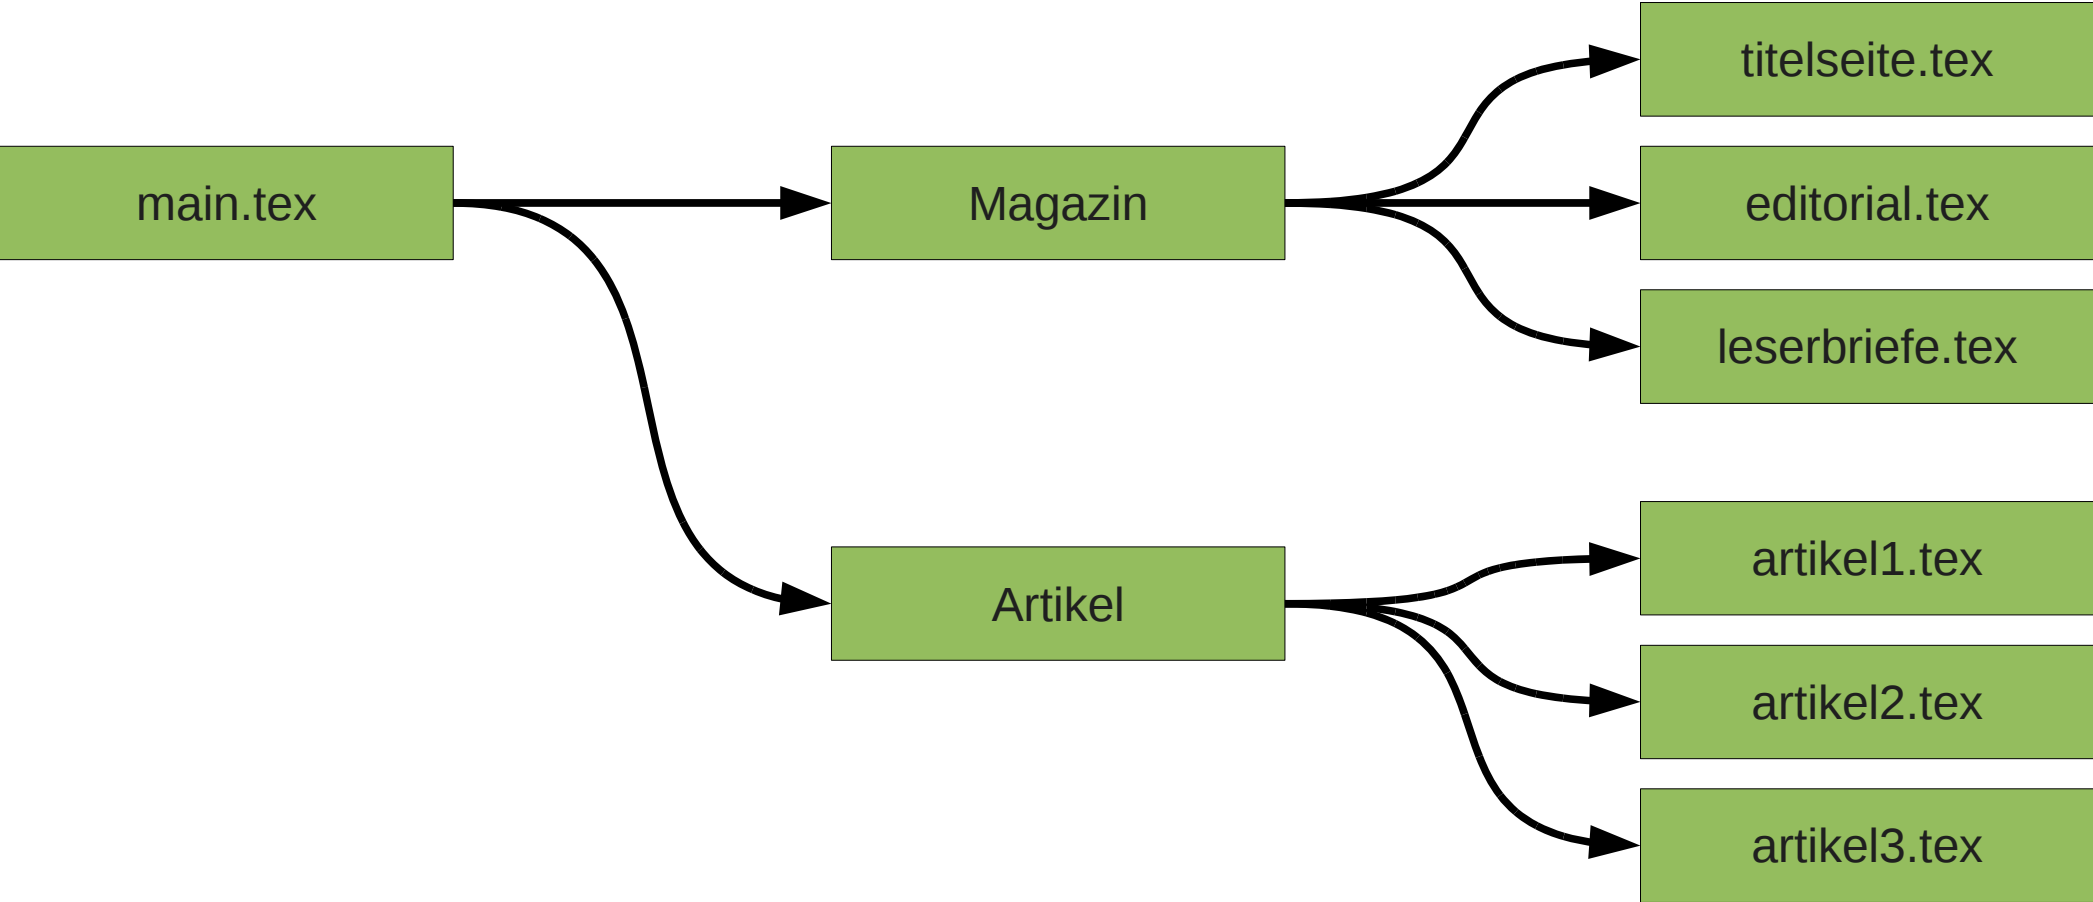 main.tex
Magazin
titelseite.tex
editorial.tex
leserbriefe.tex
Artikel
artikel1.tex
artikel2.tex
artikel3.tex